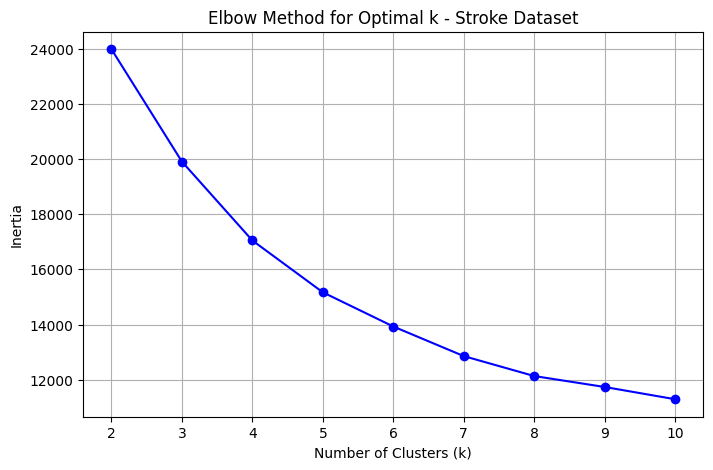 Elbow Method for Optimal k - Stroke Dataset
24000
22000
20000
18000
16000
14000
12000
Inertia
2 3 4 5 6 7 8 9 10
Number of Clusters (k)